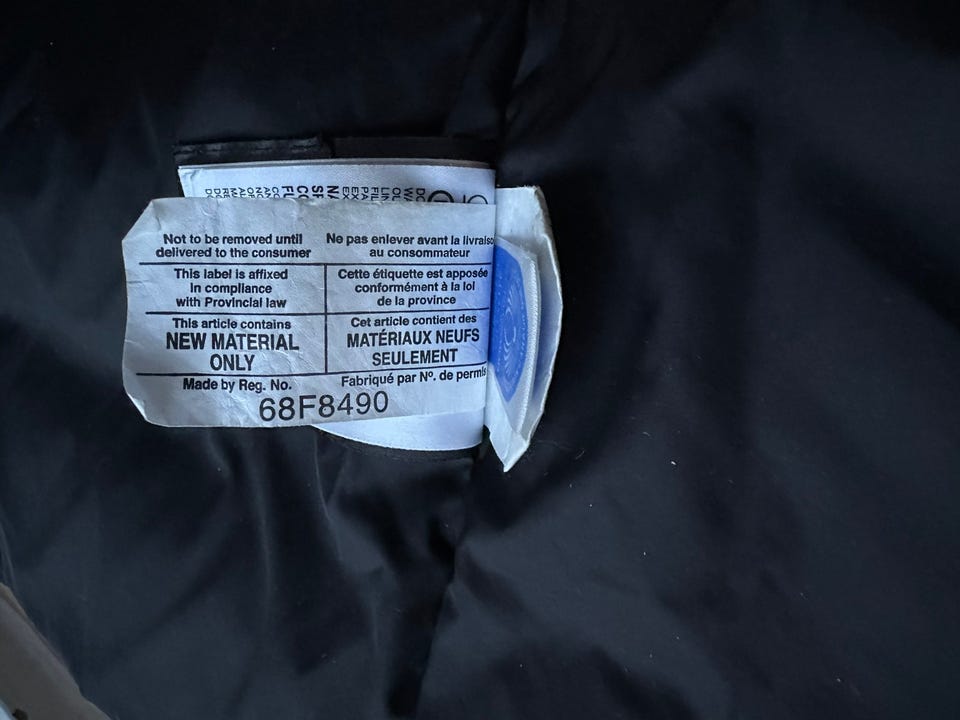 Not to be removed until
delivered to the consumer
Ne pas enlever avant la livraiso
au consommateur
This label is affixed
in compliance
with Provincial law
Cette étiquette est apposée
conformément à la loi
de la province
This article contains
NEW MATERIAL
ONLY
Cet article contient des
MATÉRIAUX NEUFS
SEULEMENT
Made by Reg. No.
Fabriqué par Nº. de permis
68F8490